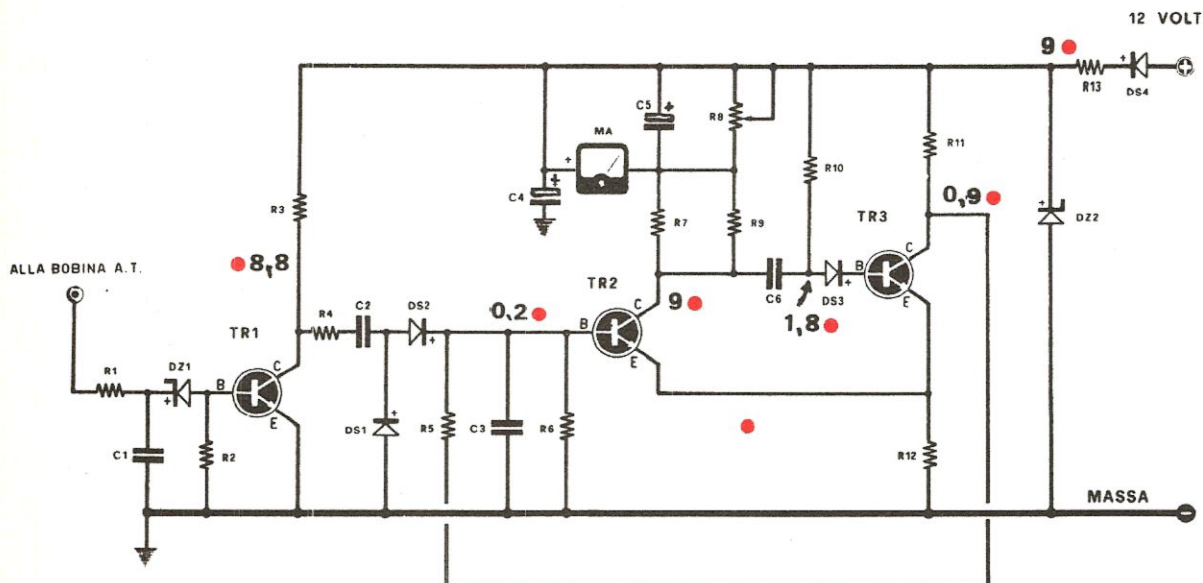 12 VOLT
9
R13
DS4
C5
R8
MA
R10
R11
C4
R3
R7
R9
TR3
0,9
DZ2
ALLA BOBINA A.T.
8,8
TR2
C
B
C6
DS3
E
C2
DS2
0,2
B
C
9
1,8
TR1
R4
E
R1
DZ1
B
C
E
C1
R2
DS1
R5
C3
R6
R12
MASSA